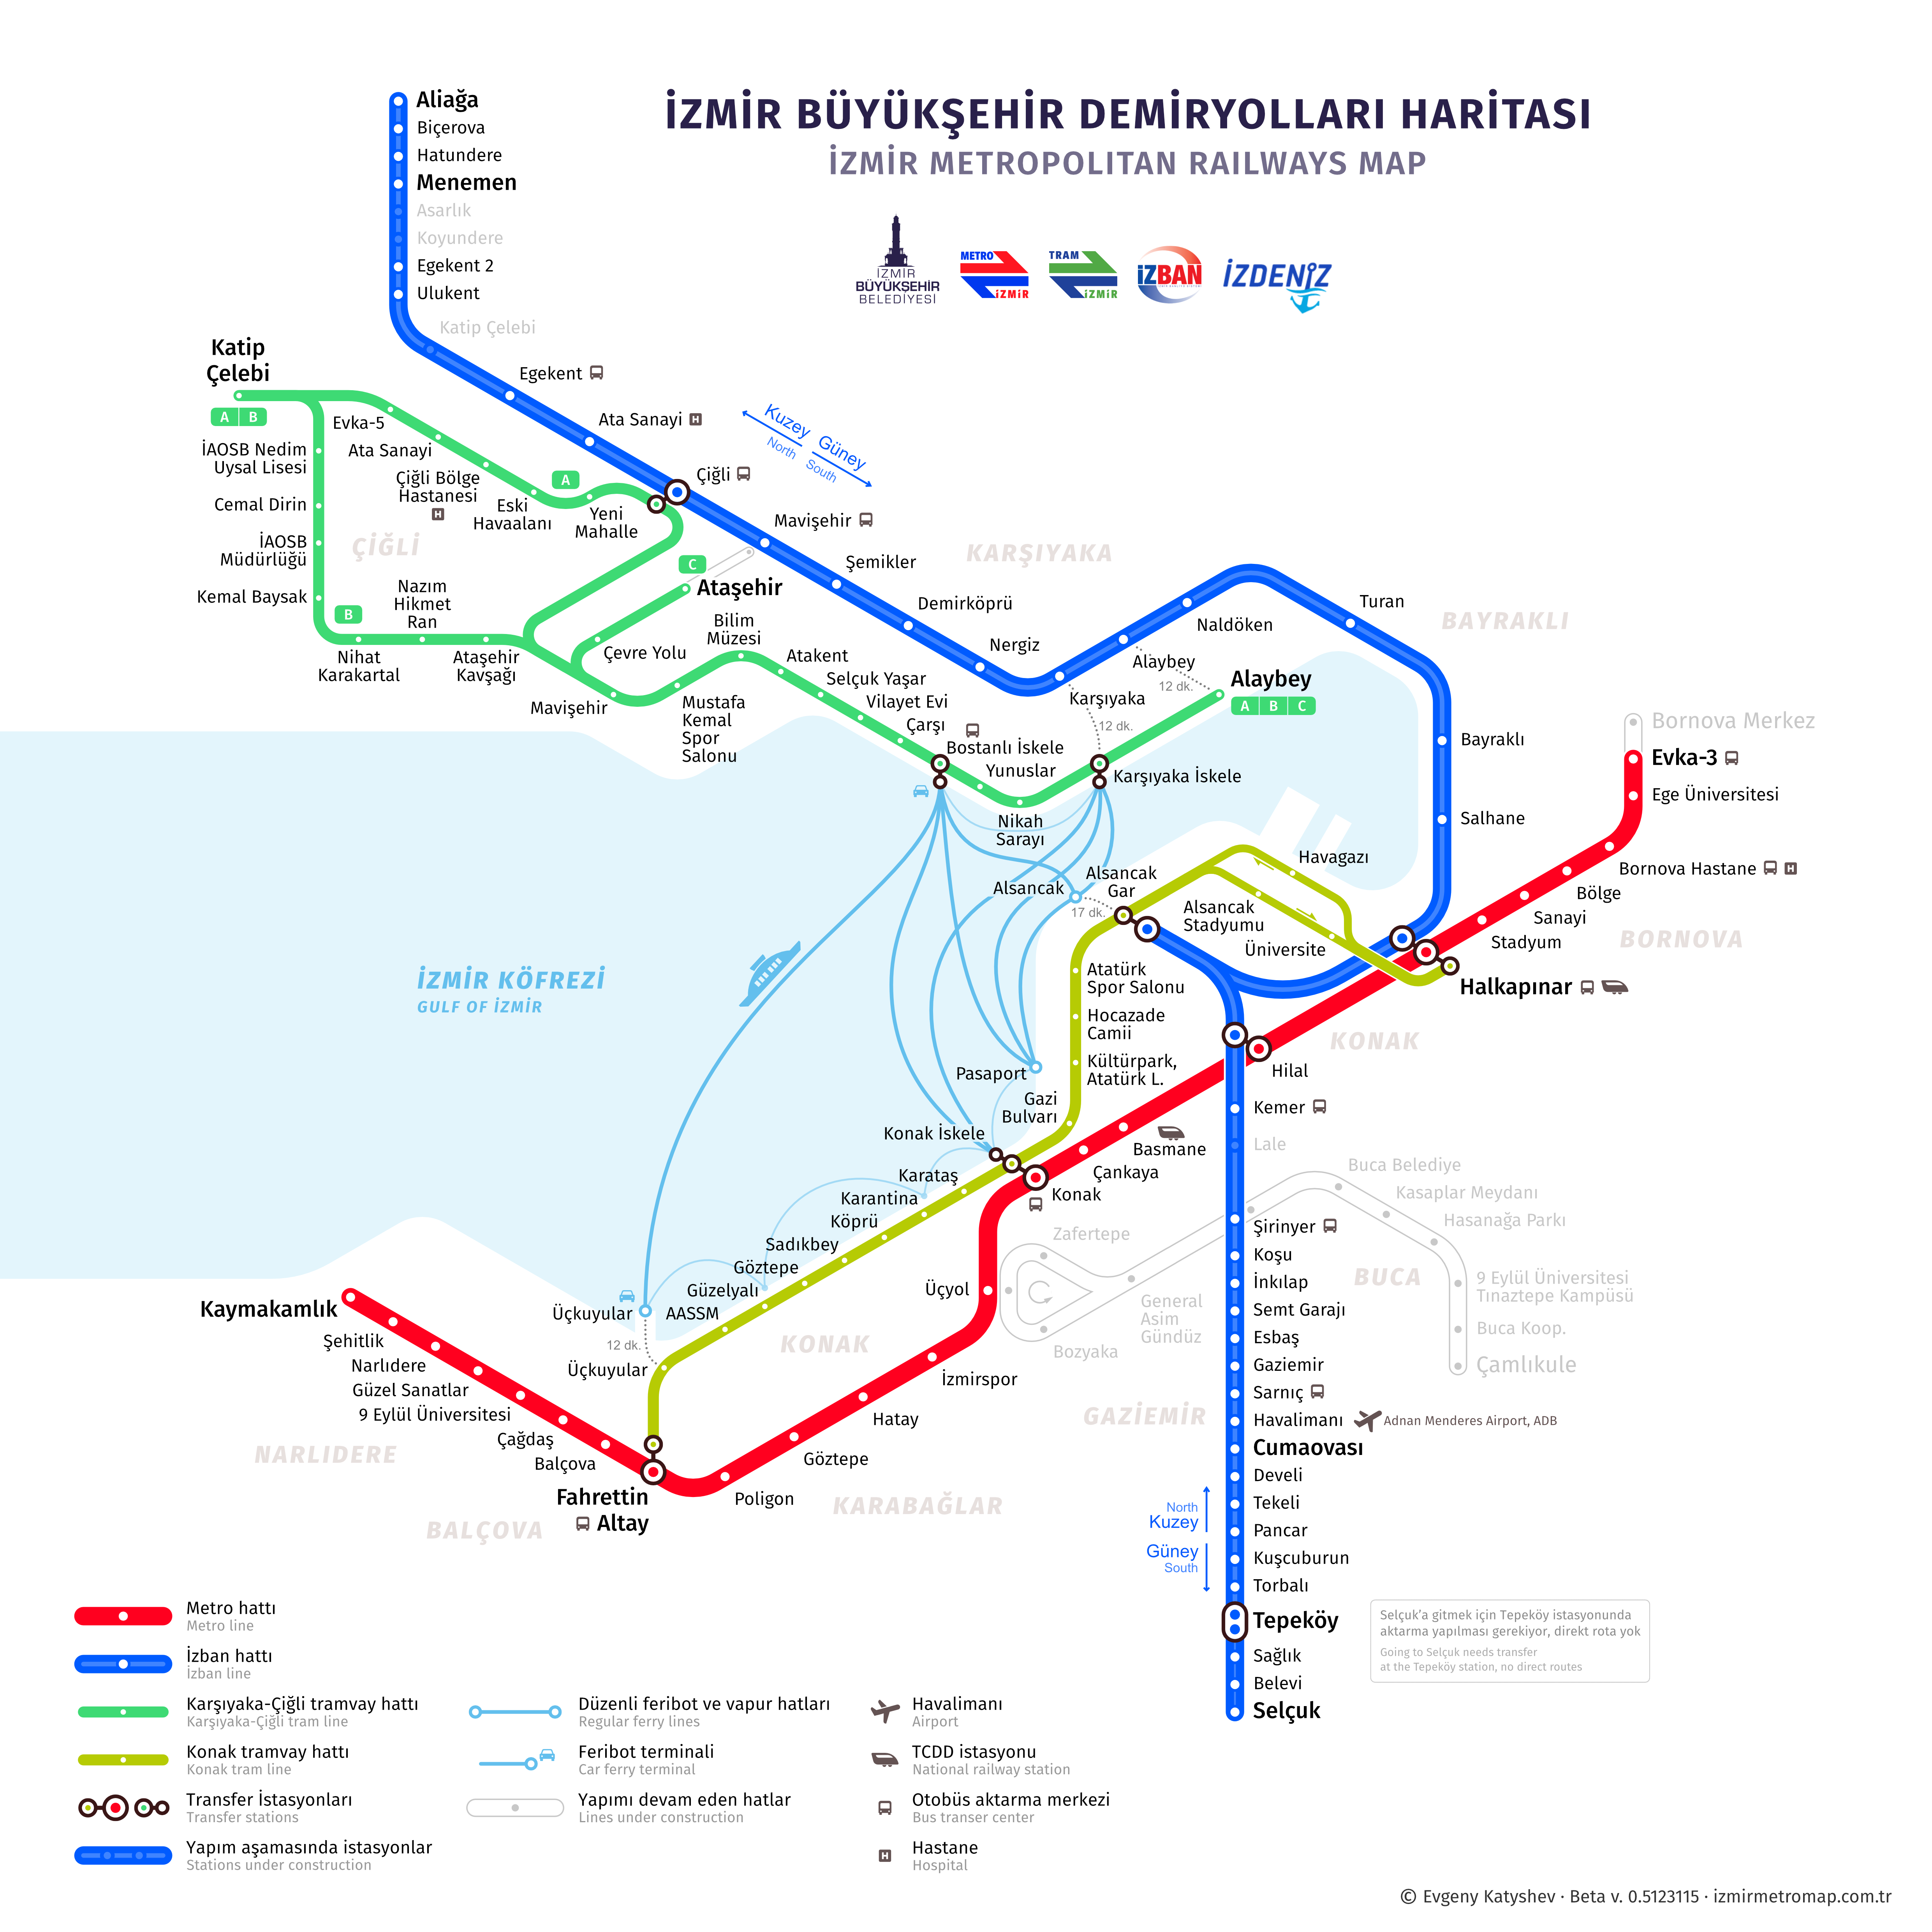 İZMİR BÜYÜKŞEHİR DEMİRYOLLARI HARİTASI
İZMİR METROPOLITAN RAILWAYS MAP
İZMİR
BÜYÜKŞEHİR
BELEDİYESİ
METRO
İZMİR
TRAM
İZMİR
iZBAN
İZDENİZ
Aliağa
Biçerova
Hatundere
Menemen
Asarlık
Koyundere
Egekent 2
Ulukent
Katip Çelebi
Egekent
Ata Sanayi H
Çiğli
Mavişehir
Şemikler
Demirköprü
Nergiz
Karşıyaka
Alaybey
Naldöken
Turan
Bayraklı
Salhane
Kuzey
North
Güney
South
Katip
Çelebi
A B
Evka-5
Ata Sanayi
Çiğli Bölge
Hastanesi
H
Eski
Havaalanı
A
Yeni
Mahalle
İAOSB Nedim
Uysal Lisesi
Cemal Dirin
İAOSB
Müdürlüğü
Kemal Baysak
B
Nihat
Karakartal
Nazım
Hikmet
Ran
Ataşehir
Kavşağı
C
Ataşehir
Çevre Yolu
Mavişehir
Mustafa
Kemal
Spor
Salonu
Bilim
Müzesi
Atakent
Selçuk Yaşar
Vilayet Evi
Çarşı
Bostanlı İskele
Yunuslar
Nikah
Sarayı
Karşıyaka İskele
Alaybey
A B C
12 dk.
12 dk.
ÇİĞLİ
KARŞIYAKA
BAYRAKLI
BORNOVA
KONAK
BUCA
GAZİEMİR
KONAK
KARABAĞLAR
NARLIDERE
BALÇOVA
İZMİR KÖFREZİ
GULF OF İZMİR
Bornova Merkez
Evka-3
Ege Üniversitesi
Bornova Hastane H
Bölge
Sanayi
Stadyum
Halkapınar
Hilal
Basmane
Çankaya
Konak
Üçyol
İzmirspor
Hatay
Göztepe
Poligon
Fahrettin
Altay
Balçova
Çağdaş
9 Eylül Üniversitesi
Güzel Sanatlar
Narlıdere
Şehitlik
Kaymakamlık
Alsancak
17 dk.
Alsancak
Gar
Alsancak
Stadyumu
Havagazı
Üniversite
Atatürk
Spor Salonu
Hocazade
Camii
Kültürpark,
Atatürk L.
Gazi
Bulvarı
Pasaport
Konak İskele
Karataş
Karantina
Köprü
Sadıkbey
Göztepe
Güzelyalı
AASSM
Üçkuyular
12 dk.
Üçkuyular
Kemer
Lale
Şirinyer
Koşu
İnkılap
Semt Garajı
Esbaş
Gaziemir
Sarnıç
Havalimanı
Adnan Menderes Airport, ADB
Cumaovası
Develi
Tekeli
Pancar
Kuşcuburun
Torbalı
Tepeköy
Sağlık
Belevi
Selçuk
North
Kuzey
Güney
South
Selçuk’a gitmek için Tepeköy istasyonunda
aktarma yapılması gerekiyor, direkt rota yok
Going to Selçuk needs transfer
at the Tepeköy station, no direct routes
Zafertepe
Bozyaka
General
Asim
Gündüz
Buca Belediye
Kasaplar Meydanı
Hasanağa Parkı
9 Eylül Üniversitesi
Tınaztepe Kampüsü
Buca Koop.
Çamlıkule
Metro hattı
Metro line
İzban hattı
İzban line
Karşıyaka-Çiğli tramvay hattı
Karşıyaka-Çiğli tram line
Konak tramvay hattı
Konak tram line
Transfer İstasyonları
Transfer stations
Yapım aşamasında istasyonlar
Stations under construction
Düzenli feribot ve vapur hatları
Regular ferry lines
Feribot terminali
Car ferry terminal
Yapımı devam eden hatlar
Lines under construction
Havalimanı
Airport
TCDD istasyonu
National railway station
Otobüs aktarma merkezi
Bus transer center
H
Hastane
Hospital
© Evgeny Katyshev · Beta v. 0.5123115 · izmirmetromap.com.tr